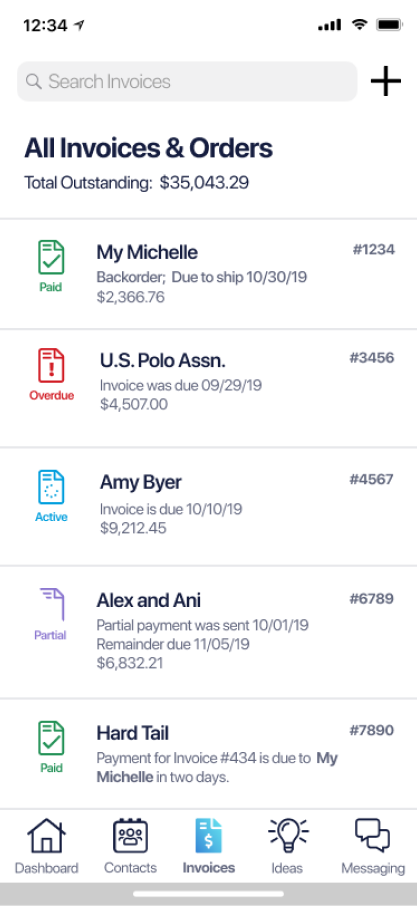 12:34
Search Invoices
All Invoices & Orders
Total Outstanding: $35,043.29
My Michelle #1234
Backorder; Due to ship 10/30/19
Paid
$2,366.76
U.S. Polo Assn. #3456
Invoice was due 09/29/19
Overdue
$4,507.00
Amy Byer #4567
Invoice is due 10/10/19
Active
$9,212.45
Alex and Ani #6789
Partial payment was sent 10/01/19
Partial
Remainder due 11/05/19
$6,832.21
Hard Tail #7890
Payment for Invoice #434 is due to My
Paid
Michelle in two days.
Dashboard Contacts Invoices Ideas Messaging